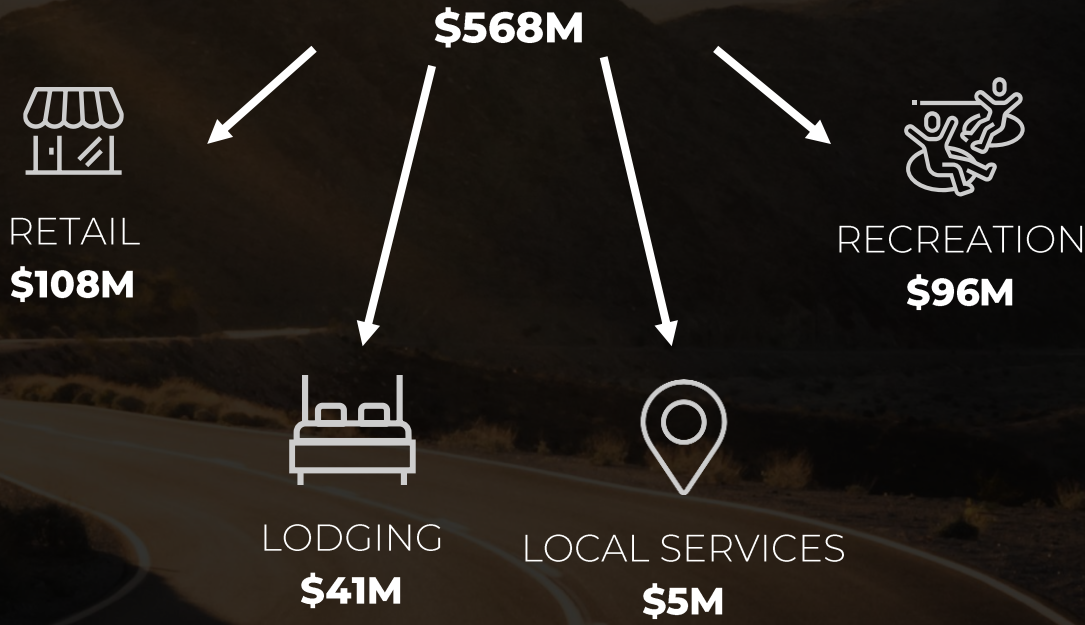 $568M
RETAIL
$108M
RECREATION
$96M
LODGING
$41M
LOCAL SERVICES
$5M